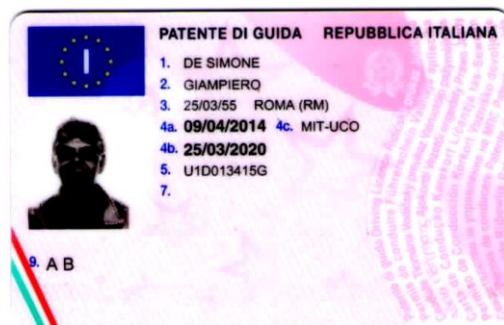 PATENTE DI GUIDA REPUBBLICA ITALIANA
I
1. DE SIMONE
2. GIAMPIERO
3. 25/03/55 ROMA (RM)
4a. 09/04/2014 4c. MIT-UCO
4b. 25/03/2020
5. U1D013415G
7.
9. A B